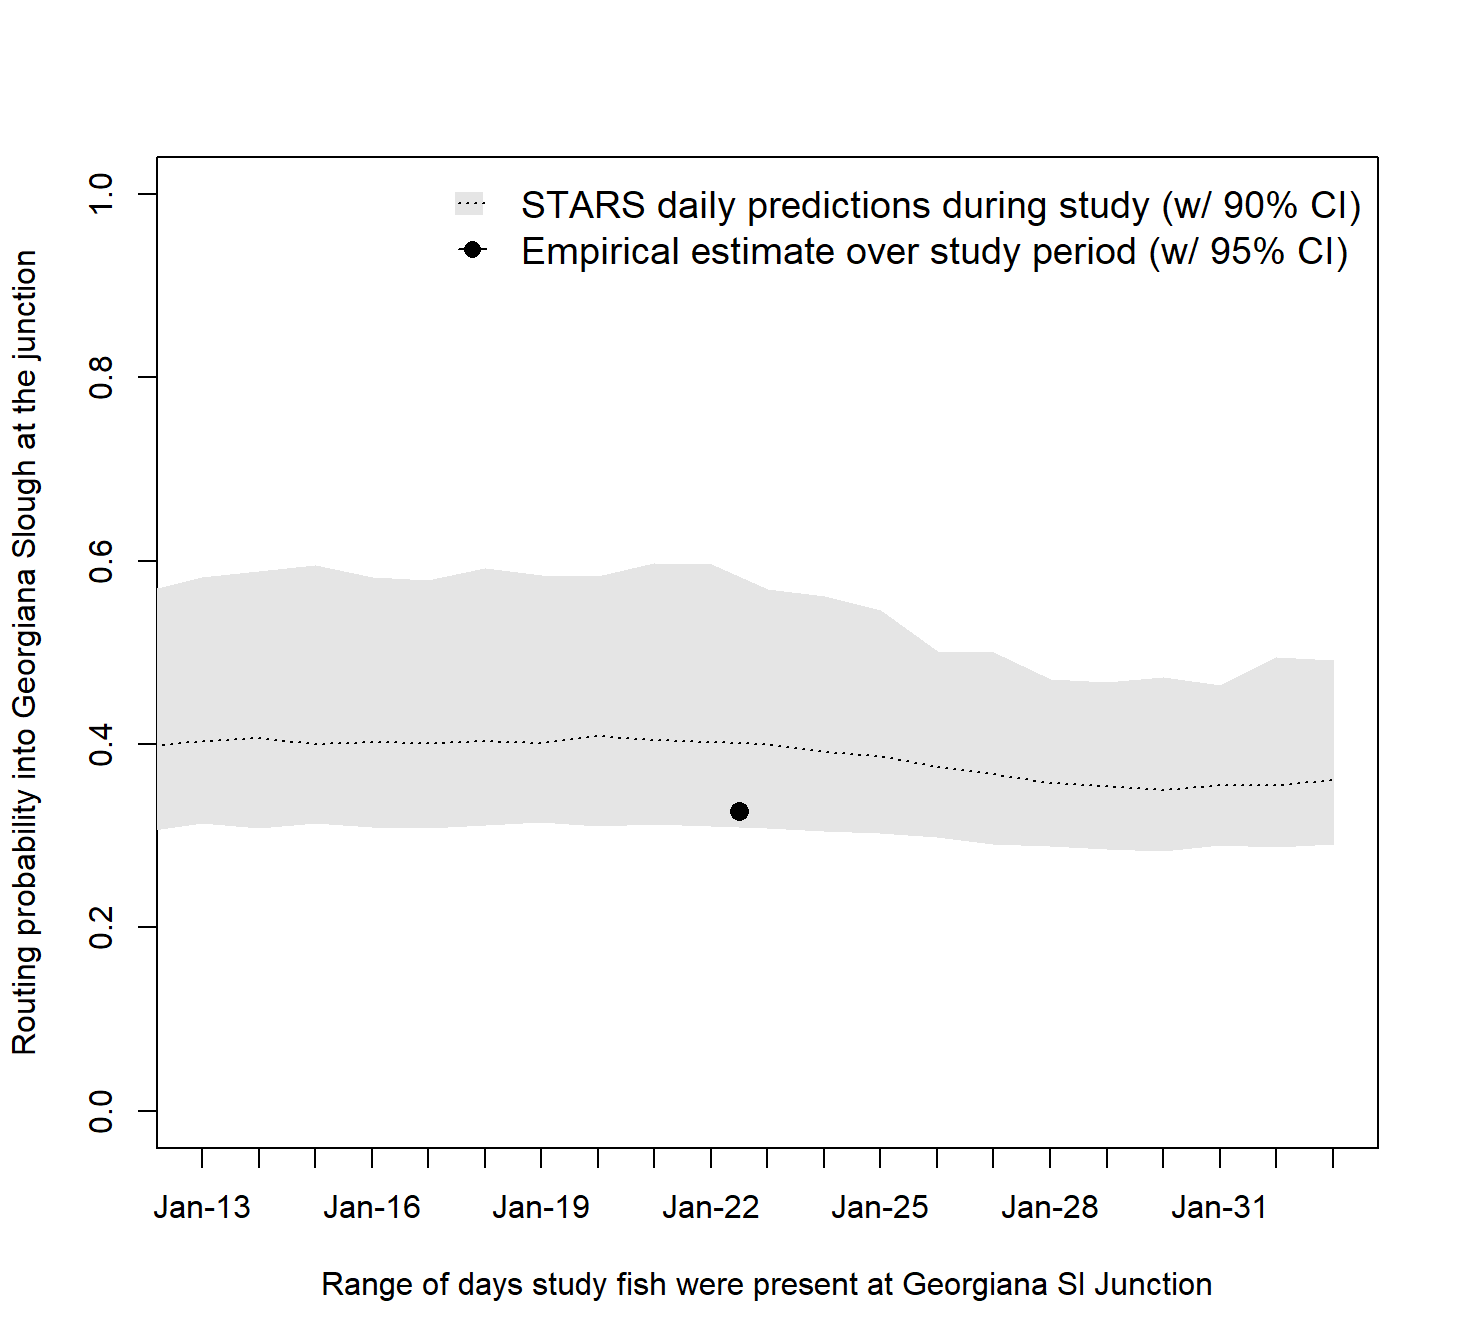 STARS daily predictions during study (w/ 90% CI)
Empirical estimate over study period (w/ 95% CI)
Routing probability into Georgiana Slough at the junction
1.0
0.8
0.6
0.4
0.2
0.0
Jan-13 Jan-16 Jan-19 Jan-22 Jan-25 Jan-28 Jan-31
Range of days study fish were present at Georgiana Sl Junction